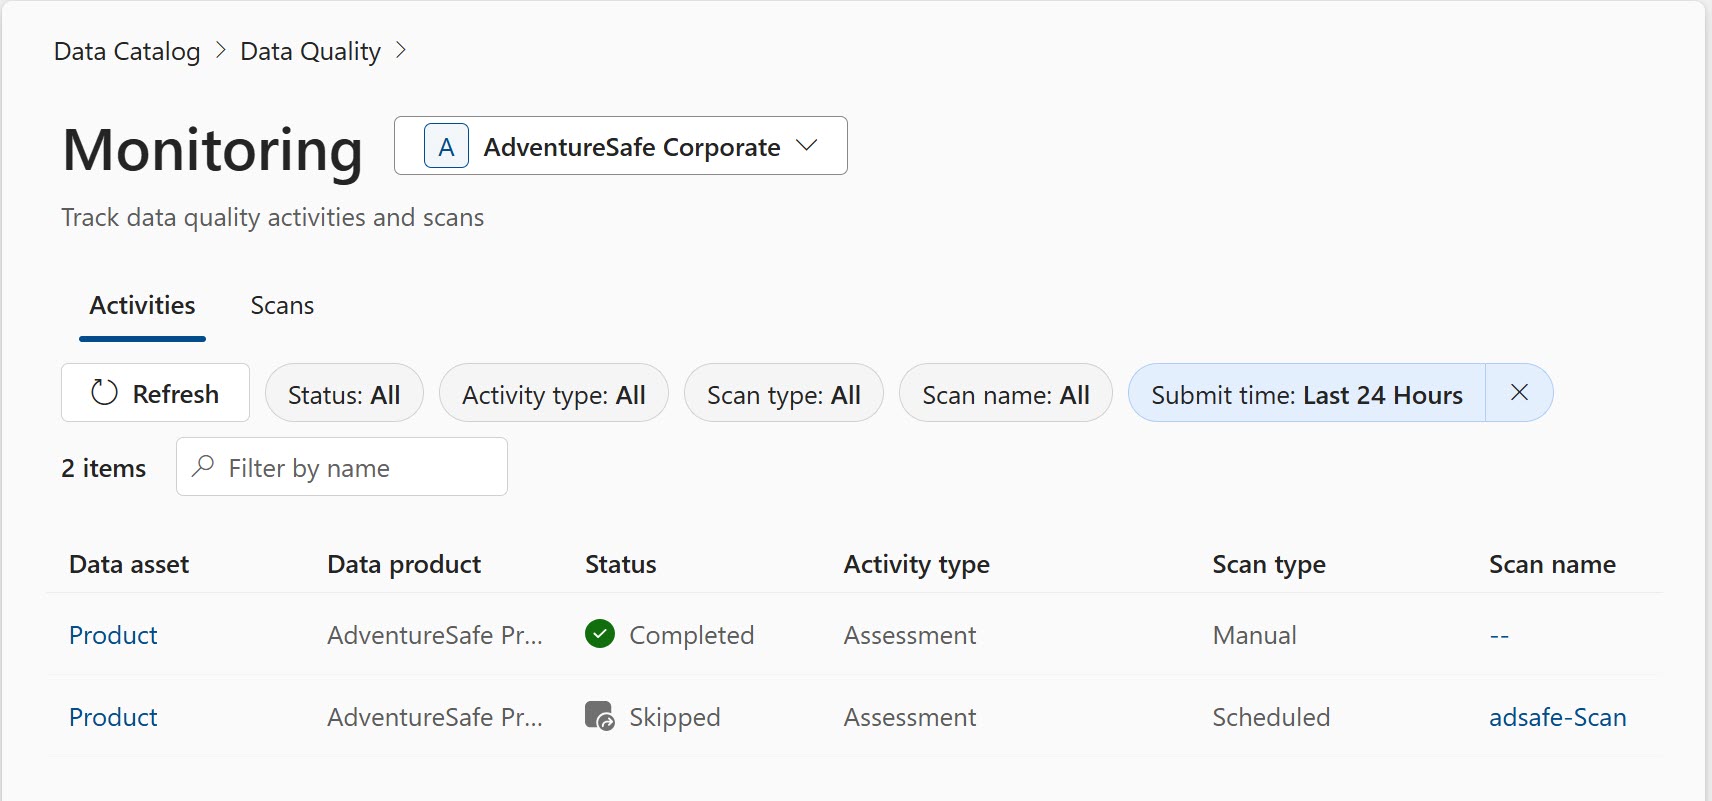 Data Catalog > Data Quality >
Monitoring A AdventureSafe Corporate
Track data quality activities and scans
Activities Scans
Refresh Status: All Activity type: All Scan type: All Scan name: All Submit time: Last 24 Hours
2 items Filter by name
Data asset Data product Status Activity type Scan type Scan name
Product AdventureSafe Pr... Completed Assessment Manual --
Product AdventureSafe Pr... Skipped Assessment Scheduled adsafe-Scan